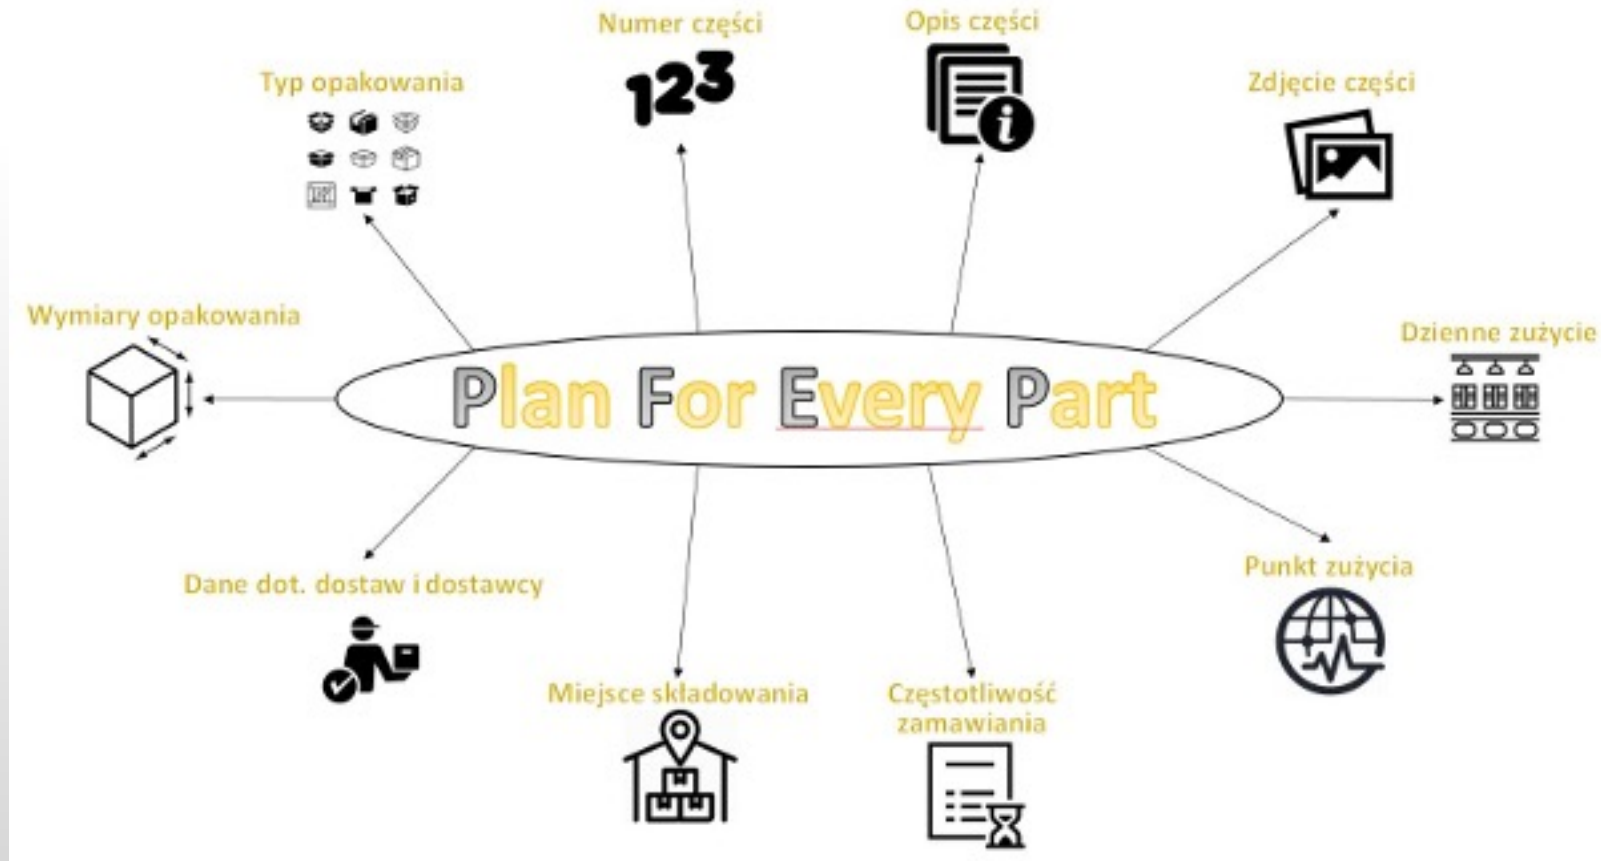 Numer części
Opis części
Typ opakowania
Zdjęcie części
123
Wymiary opakowania
Dzienne zużycie
Plan For Every Part
Punkt zużycia
Dane dot. dostaw i dostawcy
Miejsce składowania
Częstotliwość
zamawiania